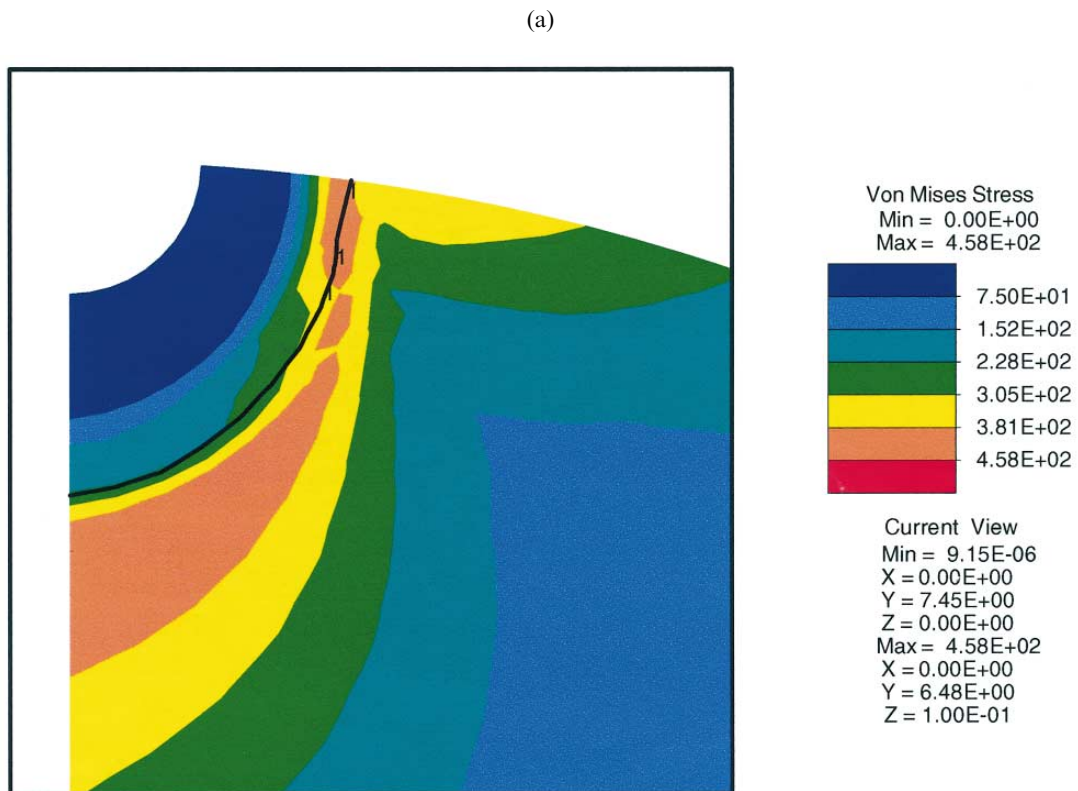 (a)
Von Mises Stress
Min = 0.00E+00
Max = 4.58E+02
7.50E+01
1.52E+02
2.28E+02
3.05E+02
3.81E+02
4.58E+02
Current View
Min = 9.15E-06
X = 0.00E+00
Y = 7.45E+00
Z = 0.00E+00
Max = 4.58E+02
X = 0.00E+00
Y = 6.48E+00
Z = 1.00E-01
1
1
1